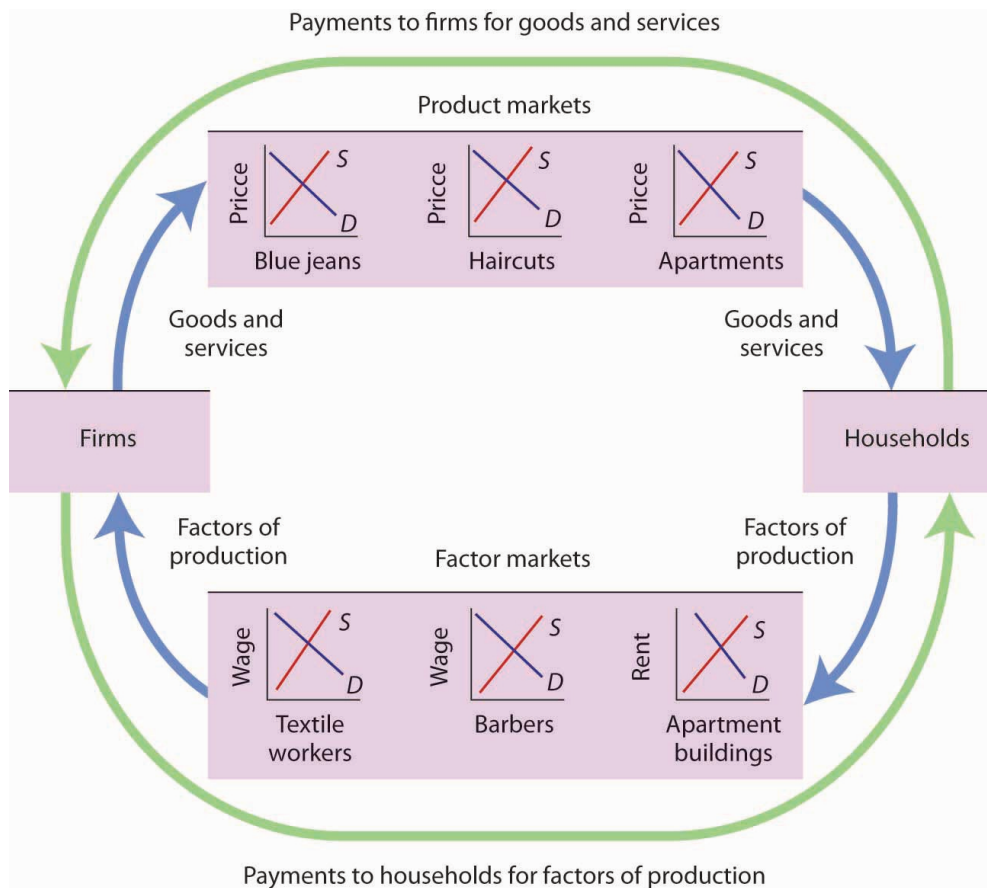 Payments to firms for goods and services
Product markets
Pricce
S
D
Blue jeans
Pricce
S
D
Haircuts
Pricce
S
D
Apartments
Goods and
services
Goods and
services
Firms
Households
Factors of
production
Factors of
production
Factor markets
Wage
S
D
Textile
workers
Wage
S
D
Barbers
Rent
S
D
Apartment
buildings
Payments to households for factors of production